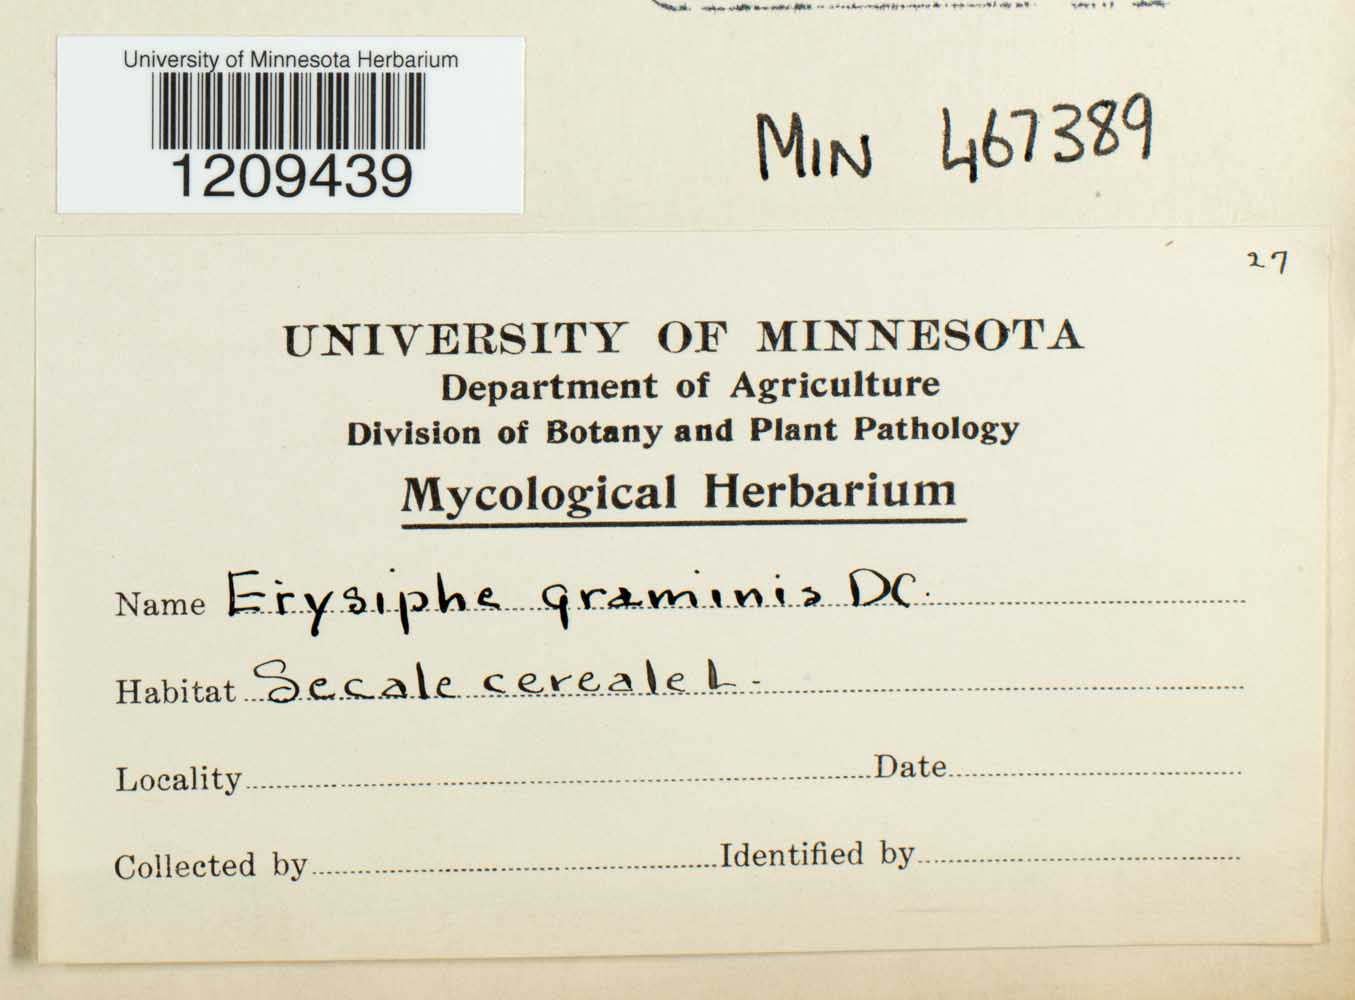 University of Minnesota Herbarium
1209439
MIN 467389
27
UNIVERSITY OF MINNESOTA
Department of Agriculture
Division of Botany and Plant Pathology
Mycological Herbarium
Name Erysiphe graminis DC.
Habitat Secale cereale L.
Locality Date
Collected by Identified by